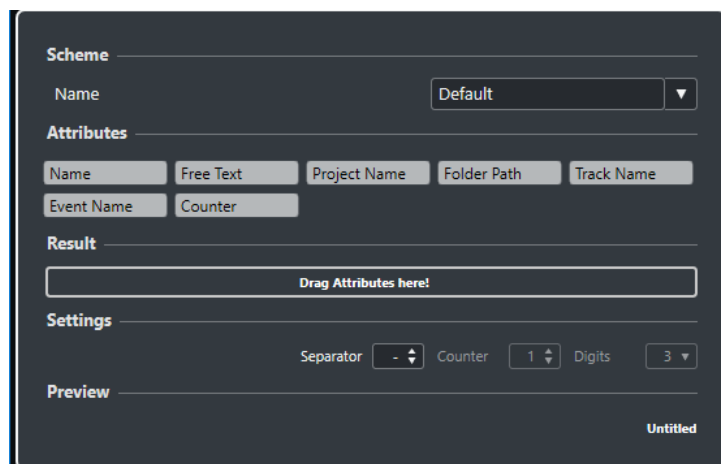 Scheme
Name Default
Attributes
Name Free Text Project Name Folder Path Track Name
Event Name Counter
Result
Drag Attributes here!
Settings
Separator - Counter 1 Digits 3
Preview
Untitled